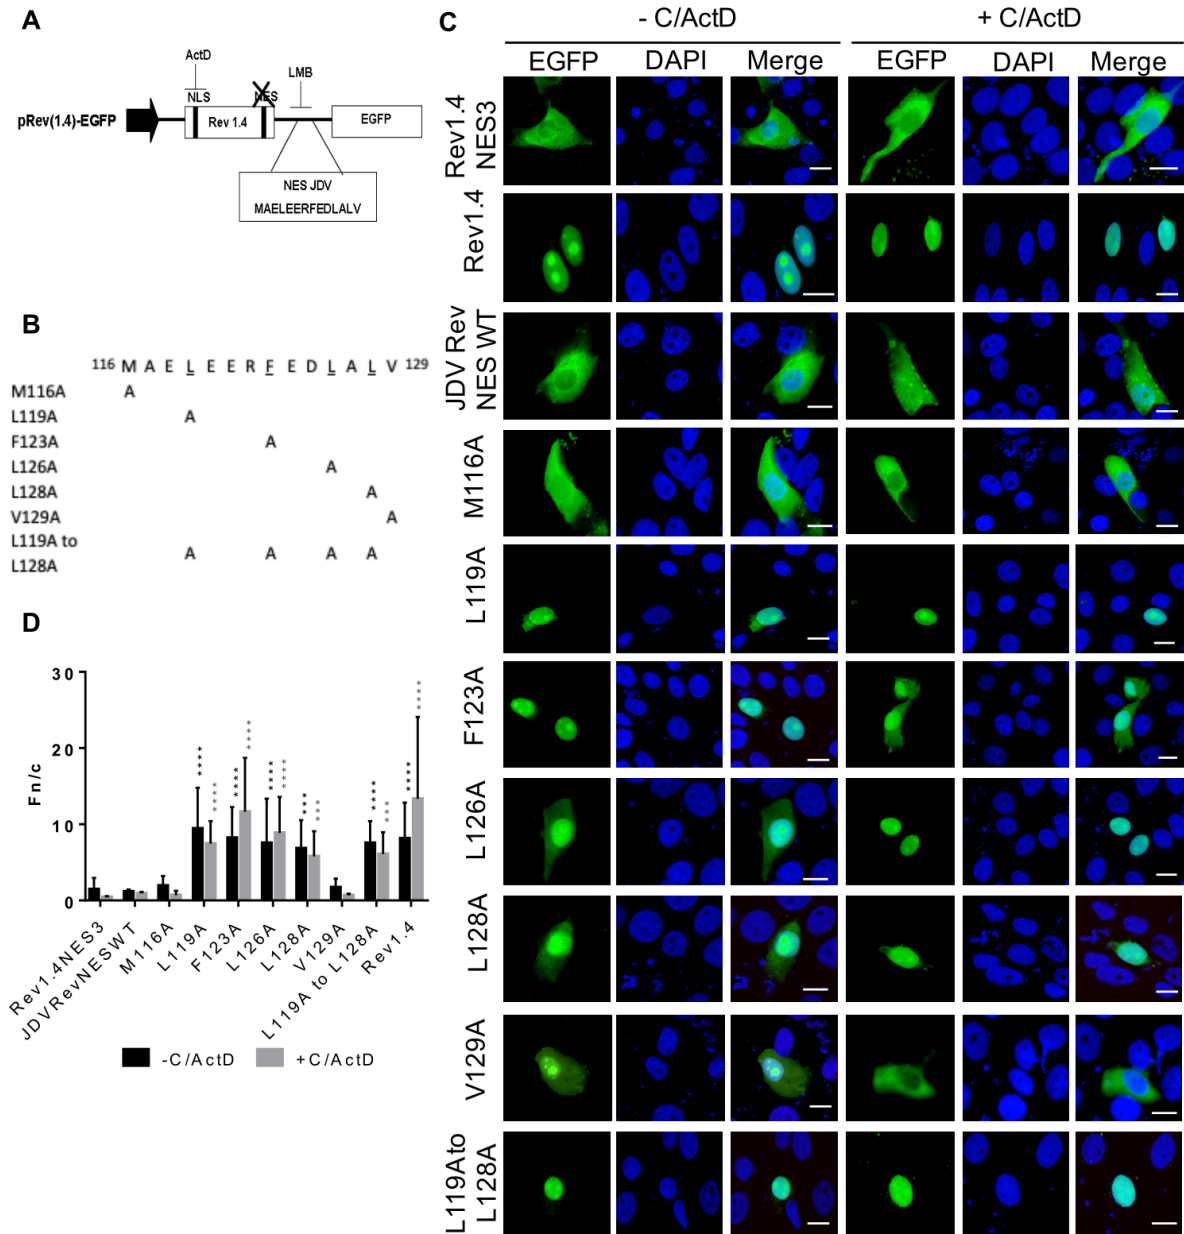 A
ActD
LMB
NLS
NES
pRev(1.4)-EGFP
Rev 1.4
EGFP
NES JDV
MAELEERFEDLALV
B
116 M A E L E E R F E D L A L V 129
M116A A
L119A A
F123A A
L126A A
L128A A
V129A A
L119A to
L128A A A A A
D
30
20
10
0
Fn/c
**** **** **** **** **** **** *** *** **** *** **** ****
Rev1.4NES3
JDVRevNESWT
M116A
L119A
F123A
L126A
L128A
V129A
L119A to L128A
Rev1.4
-C/ActD
+C/ActD
C
- C/ActD
+ C/ActD
EGFP DAPI Merge EGFP DAPI Merge
Rev1.4
NES3
Rev1.4
JDV Rev
NES WT
M116A
L119A
F123A
L126A
L128A
V129A
L119Ato
L128A